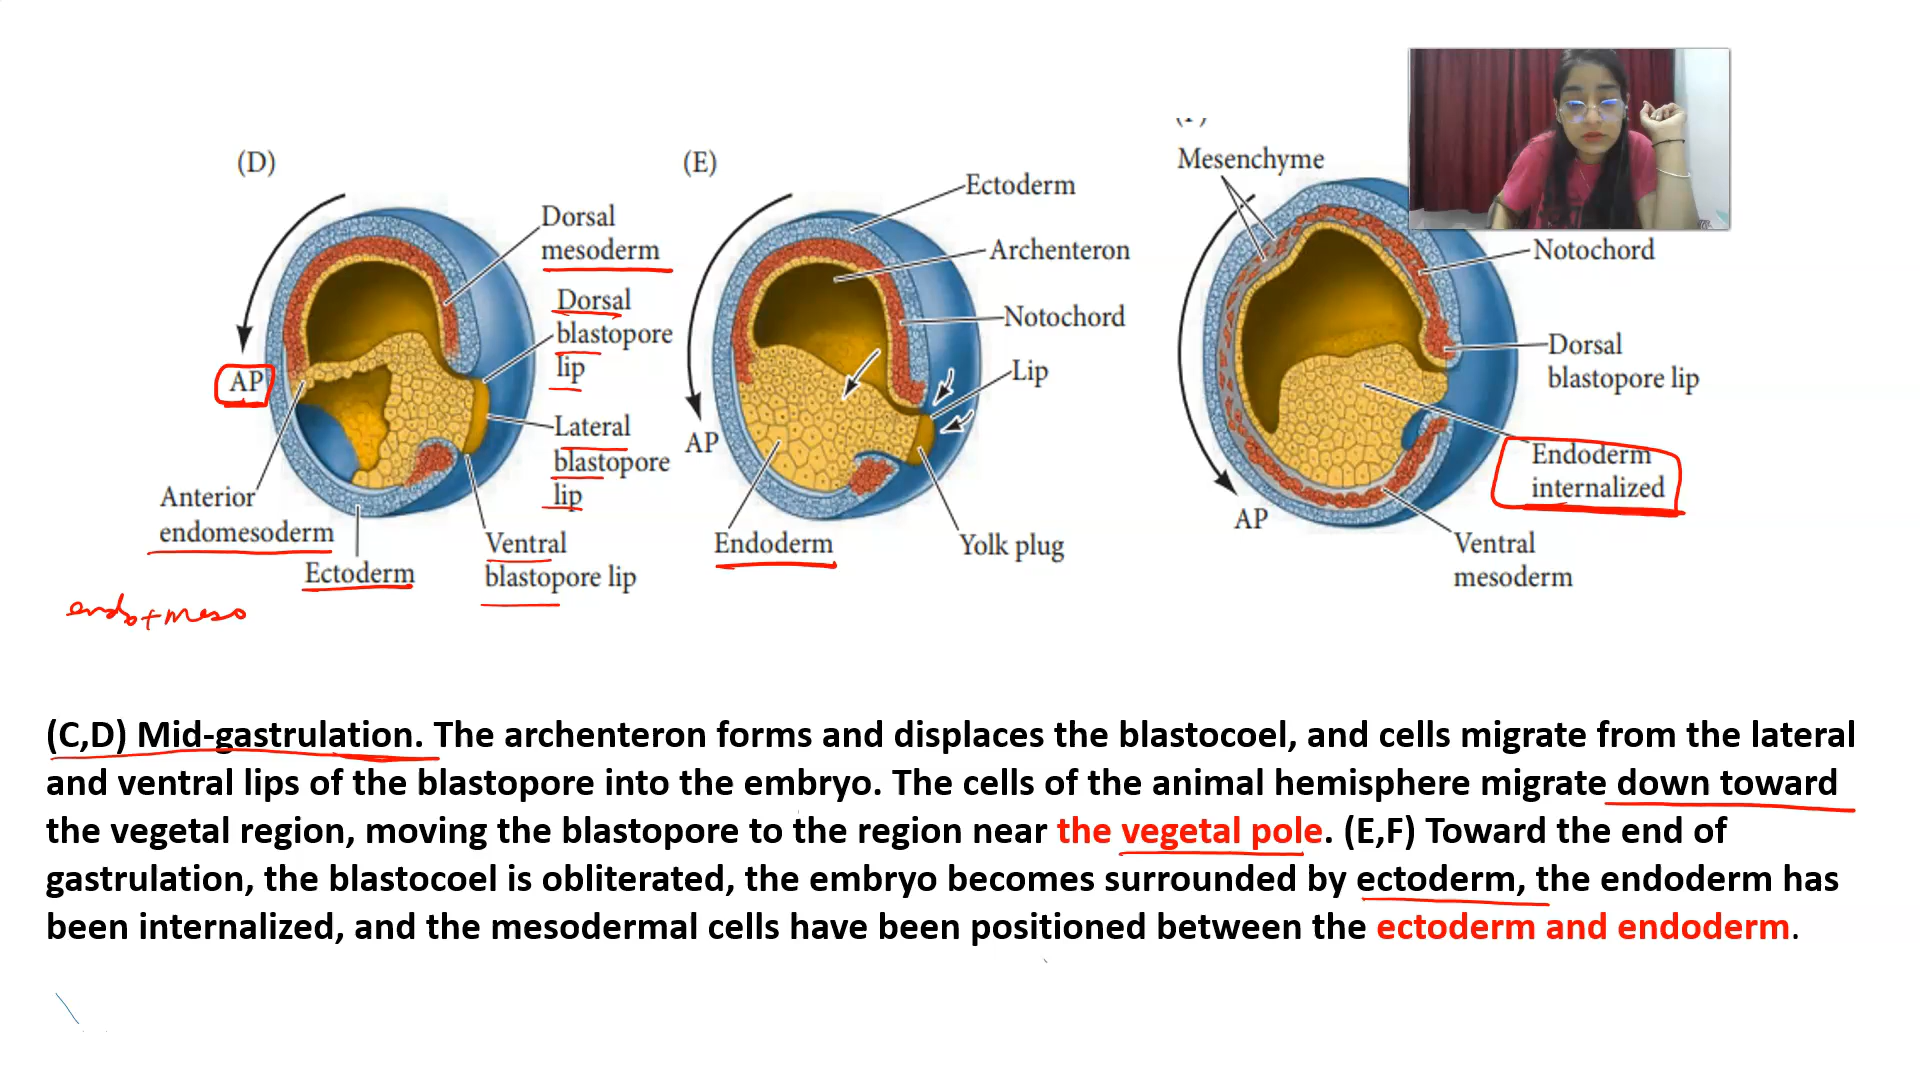 (D)
Dorsal
mesoderm
Dorsal
blastopore
lip
AP
Lateral
blastopore
lip
Anterior
endomesoderm
Ectoderm
Ventral
blastopore lip
endo+meso
(E)
Ectoderm
Archenteron
Notochord
Lip
AP
Endoderm
Yolk plug
Mesenchyme
Notochord
Dorsal
blastopore lip
Endoderm
internalized
AP
Ventral
mesoderm
(C,D) Mid-gastrulation. The archenteron forms and displaces the blastocoel, and cells migrate from the lateral
and ventral lips of the blastopore into the embryo. The cells of the animal hemisphere migrate down toward
the vegetal region, moving the blastopore to the region near the vegetal pole. (E,F) Toward the end of
gastrulation, the blastocoel is obliterated, the embryo becomes surrounded by ectoderm, the endoderm has
been internalized, and the mesodermal cells have been positioned between the ectoderm and endoderm.